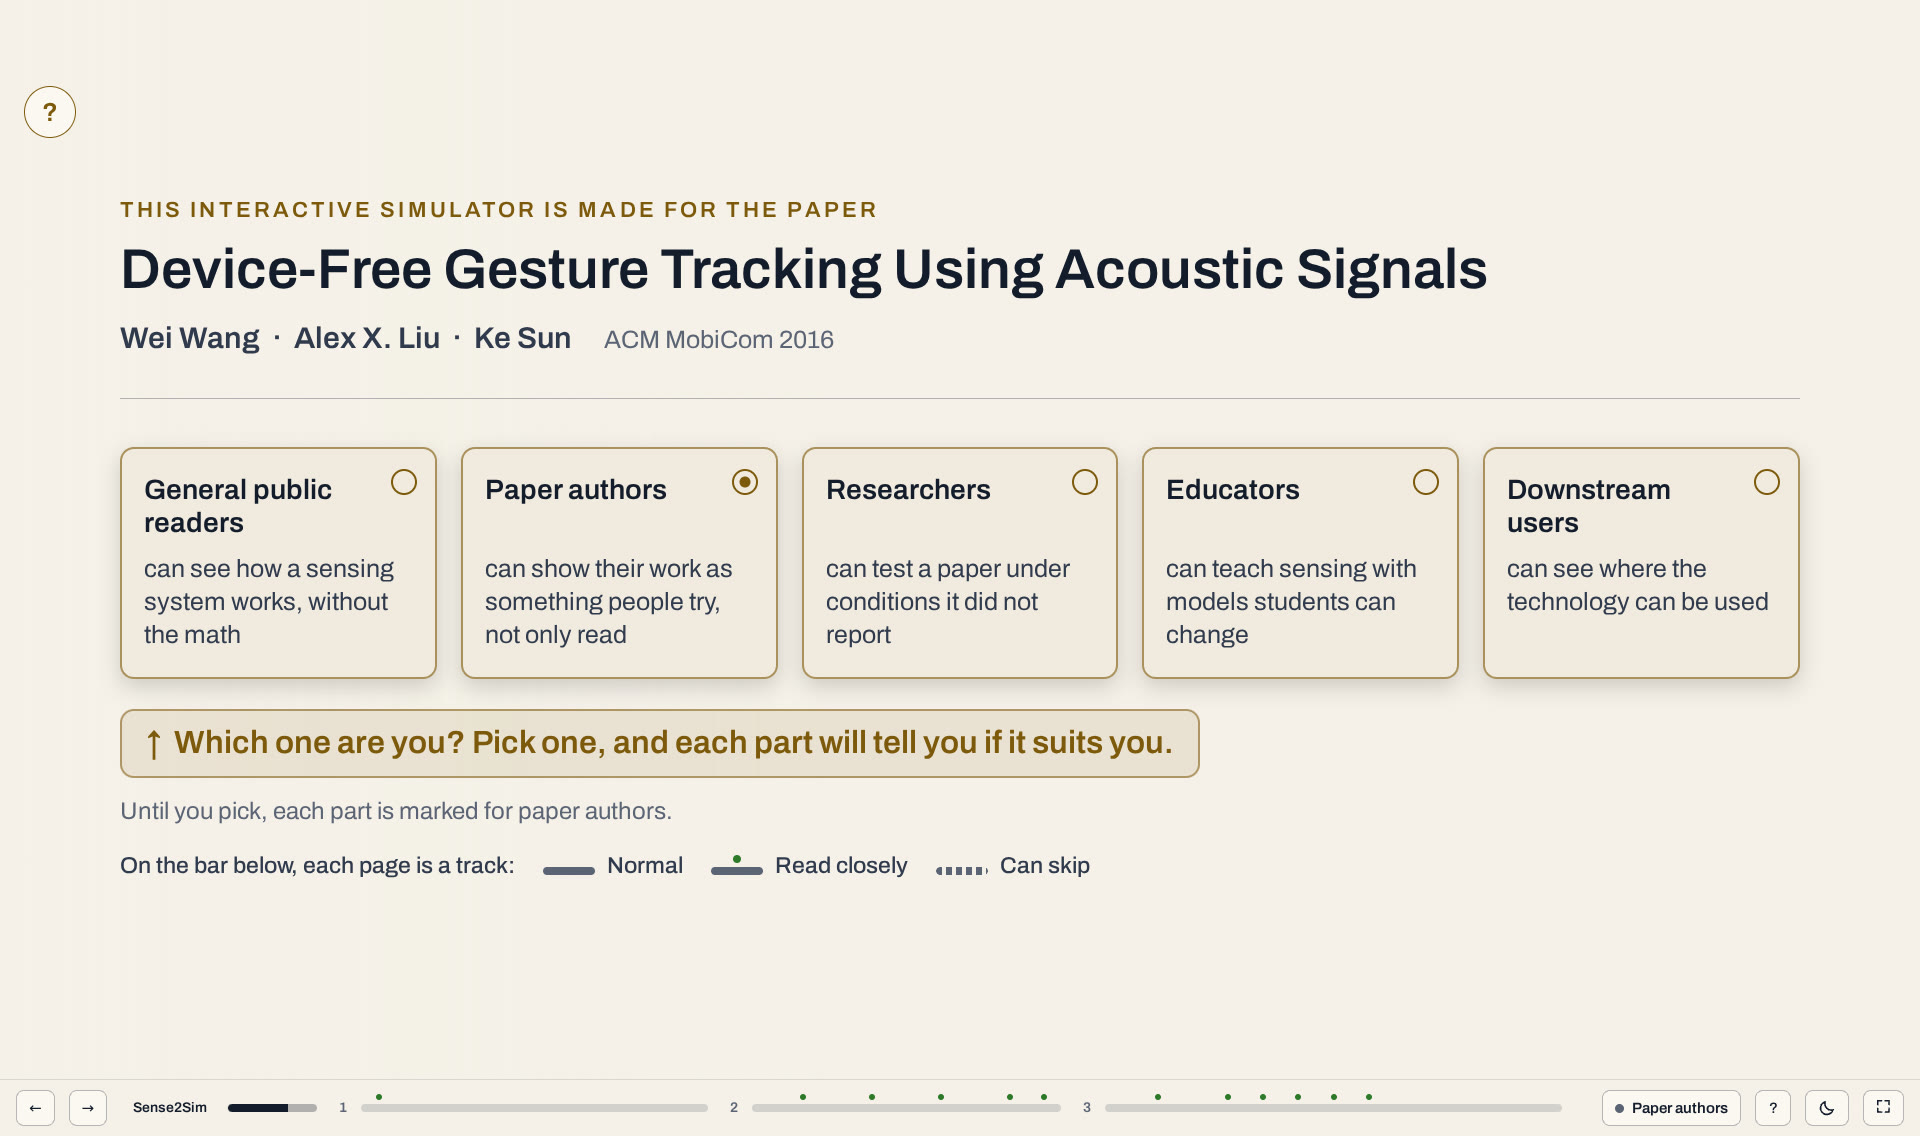 ?
THIS INTERACTIVE SIMULATOR IS MADE FOR THE PAPER
Device-Free Gesture Tracking Using Acoustic Signals
Wei Wang · Alex X. Liu · Ke Sun ACM MobiCom 2016
General public
readers
can see how a sensing
system works, without
the math
Paper authors
can show their work as
something people try,
not only read
Researchers
can test a paper under
conditions it did not
report
Educators
can teach sensing with
models students can
change
Downstream
users
can see where the
technology can be used
↑ Which one are you? Pick one, and each part will tell you if it suits you.
Until you pick, each part is marked for paper authors.
On the bar below, each page is a track: Normal Read closely Can skip
← → Sense2Sim 1 2 3 Paper authors ?